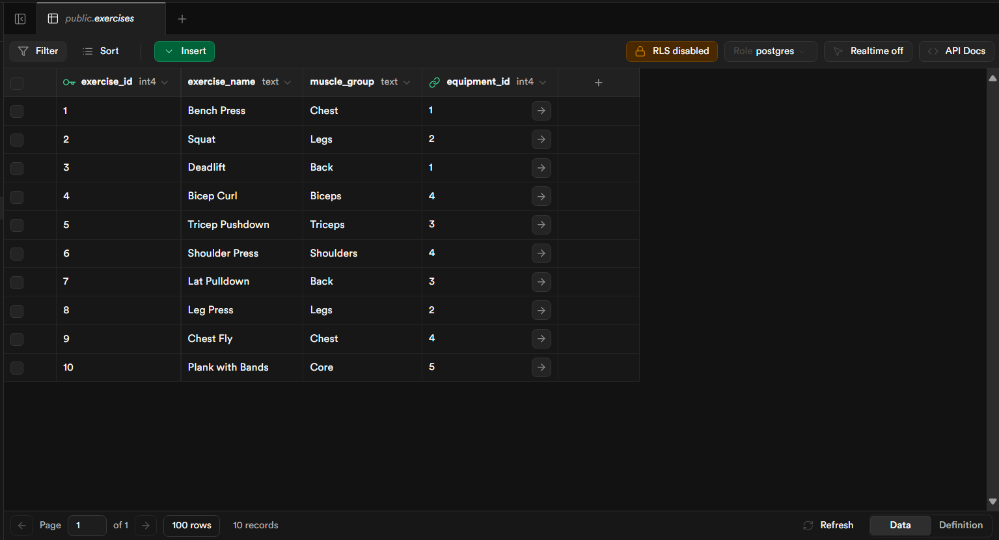 public.exercises
Filter Sort Insert RLS disabled Role postgres Realtime off API Docs
exercise_id int4 exercise_name text muscle_group text equipment_id int4
1 Bench Press Chest 1
2 Squat Legs 2
3 Deadlift Back 1
4 Bicep Curl Biceps 4
5 Tricep Pushdown Triceps 3
6 Shoulder Press Shoulders 4
7 Lat Pulldown Back 3
8 Leg Press Legs 2
9 Chest Fly Chest 4
10 Plank with Bands Core 5
Page 1 of 1 100 rows 10 records Refresh Data Definition